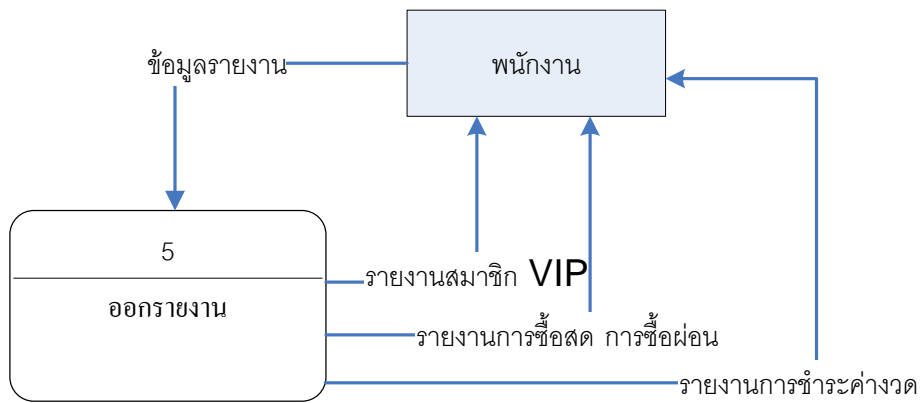 พนักงาน
ข้อมูลรายงาน
5
ออกรายงาน
รายงานสมาชิก VIP
รายงานการซื้อสด การซื้อผ่อน
รายงานการชำระค่างวด